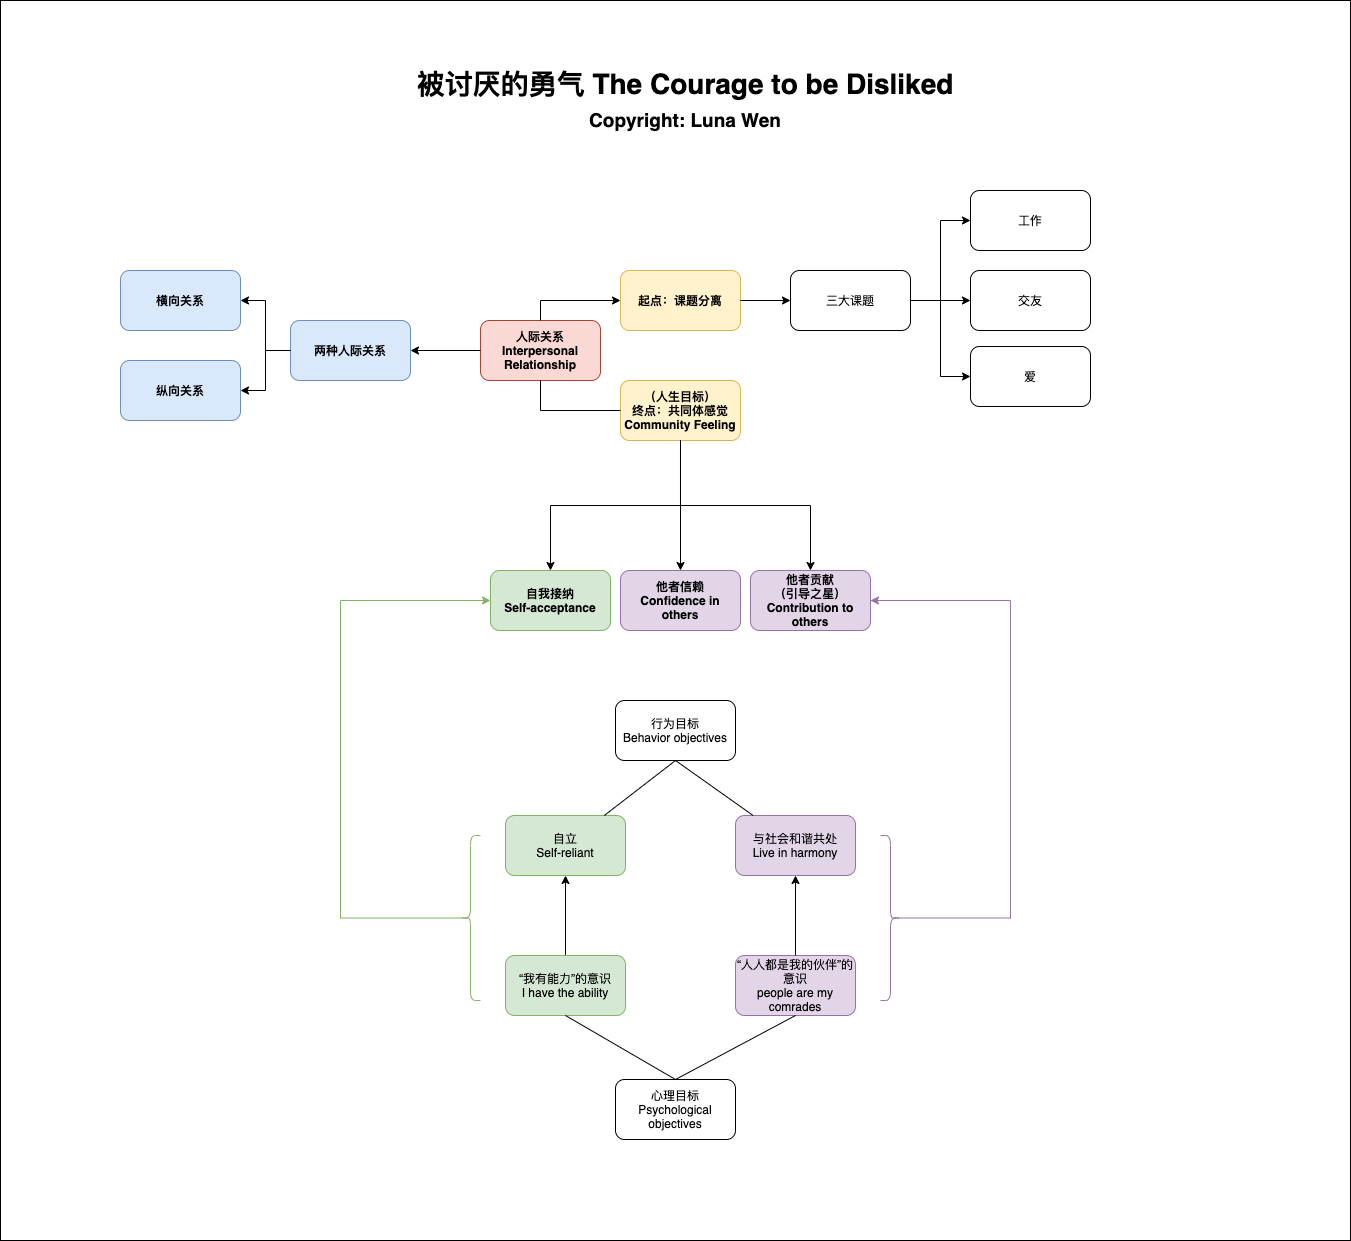 被讨厌的勇气 The Courage to be Disliked
Copyright: Luna Wen
工作
横向关系
起点：课题分离
三大课题
交友
两种人际关系
人际关系
Interpersonal
Relationship
纵向关系
爱
（人生目标）
终点：共同体感觉
Community Feeling
自我接纳
Self-acceptance
他者信赖
Confidence in
others
他者贡献
（引导之星）
Contribution to
others
行为目标
Behavior objectives
自立
Self-reliant
与社会和谐共处
Live in harmony
“我有能力”的意识
I have the ability
“人人都是我的伙伴”的
意识
people are my
comrades
心理目标
Psychological
objectives